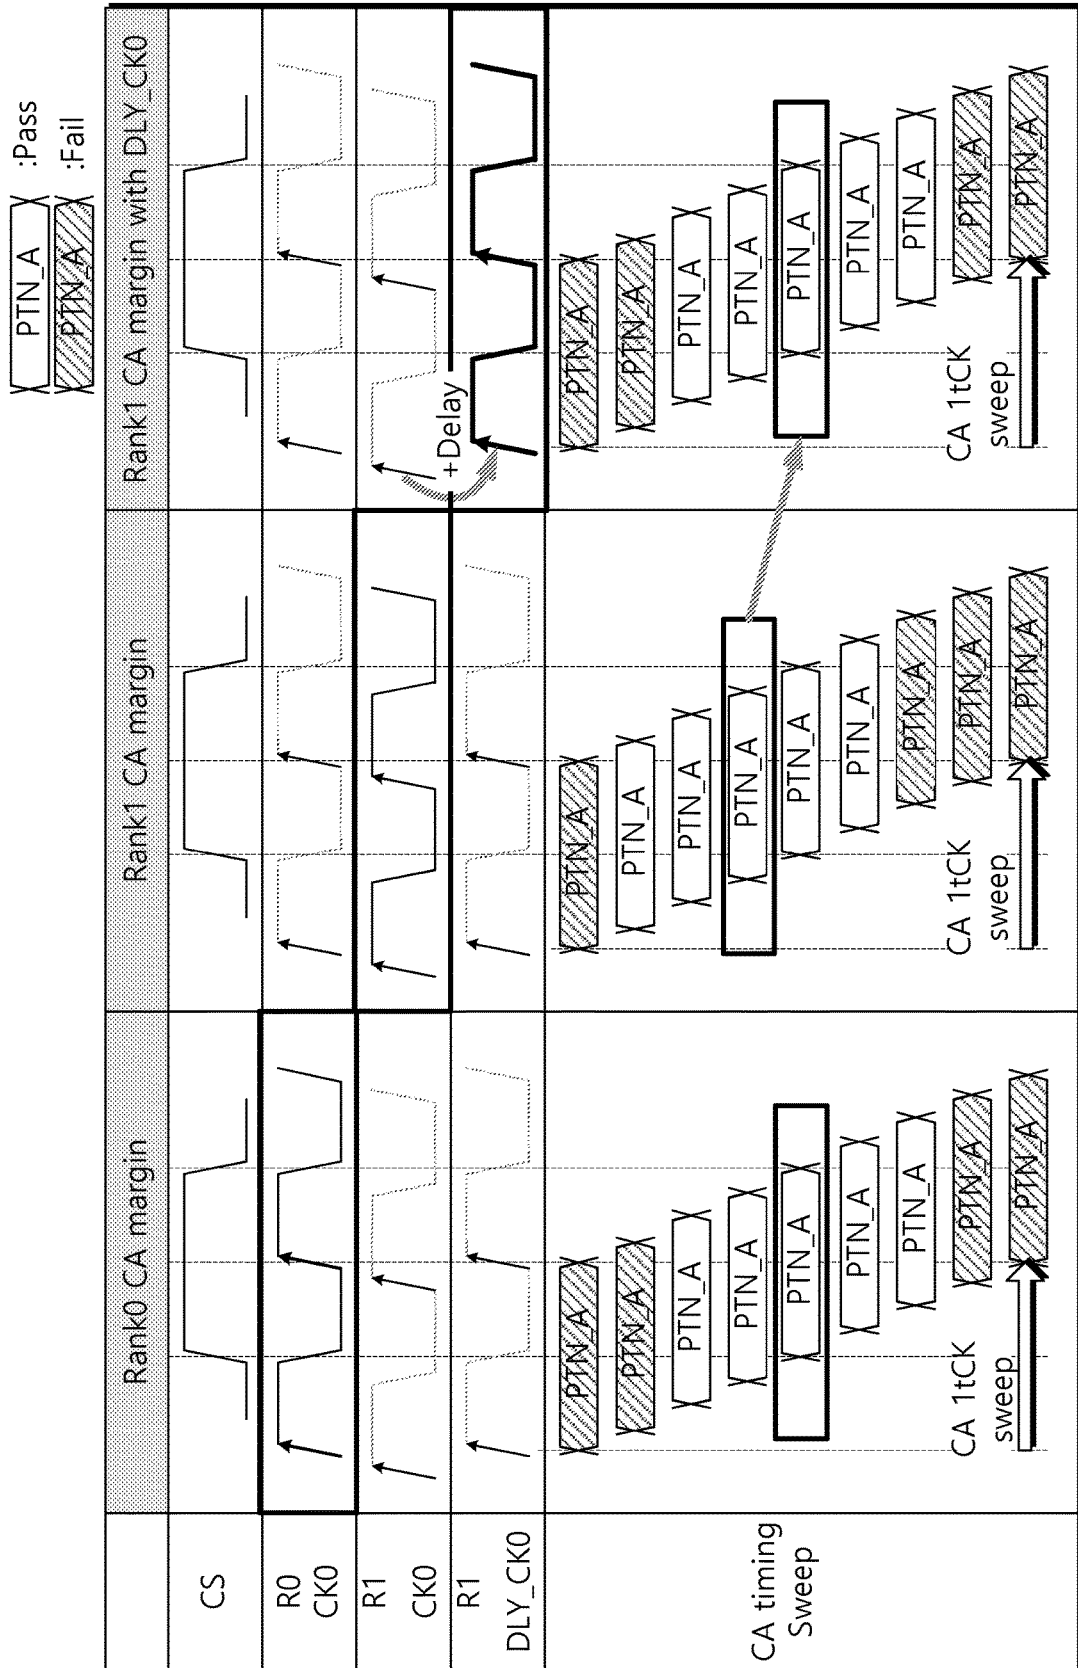 PTN_A :Pass
PTN_A :Fail
Rank0 CA margin
Rank1 CA margin
Rank1 CA margin with DLY_CK0
CS
R0
CK0
R1
CK0
+Delay
R1
DLY_CK0
CA timing
Sweep
PTN_A
PTN_A
PTN_A
PTN_A
PTN_A
PTN_A
PTN_A
PTN_A
PTN_A
CA 1tCK
sweep
PTN_A
PTN_A
PTN_A
PTN_A
PTN_A
PTN_A
PTN_A
PTN_A
PTN_A
CA 1tCK
sweep
PTN_A
PTN_A
PTN_A
PTN_A
PTN_A
PTN_A
PTN_A
PTN_A
PTN_A
CA 1tCK
sweep